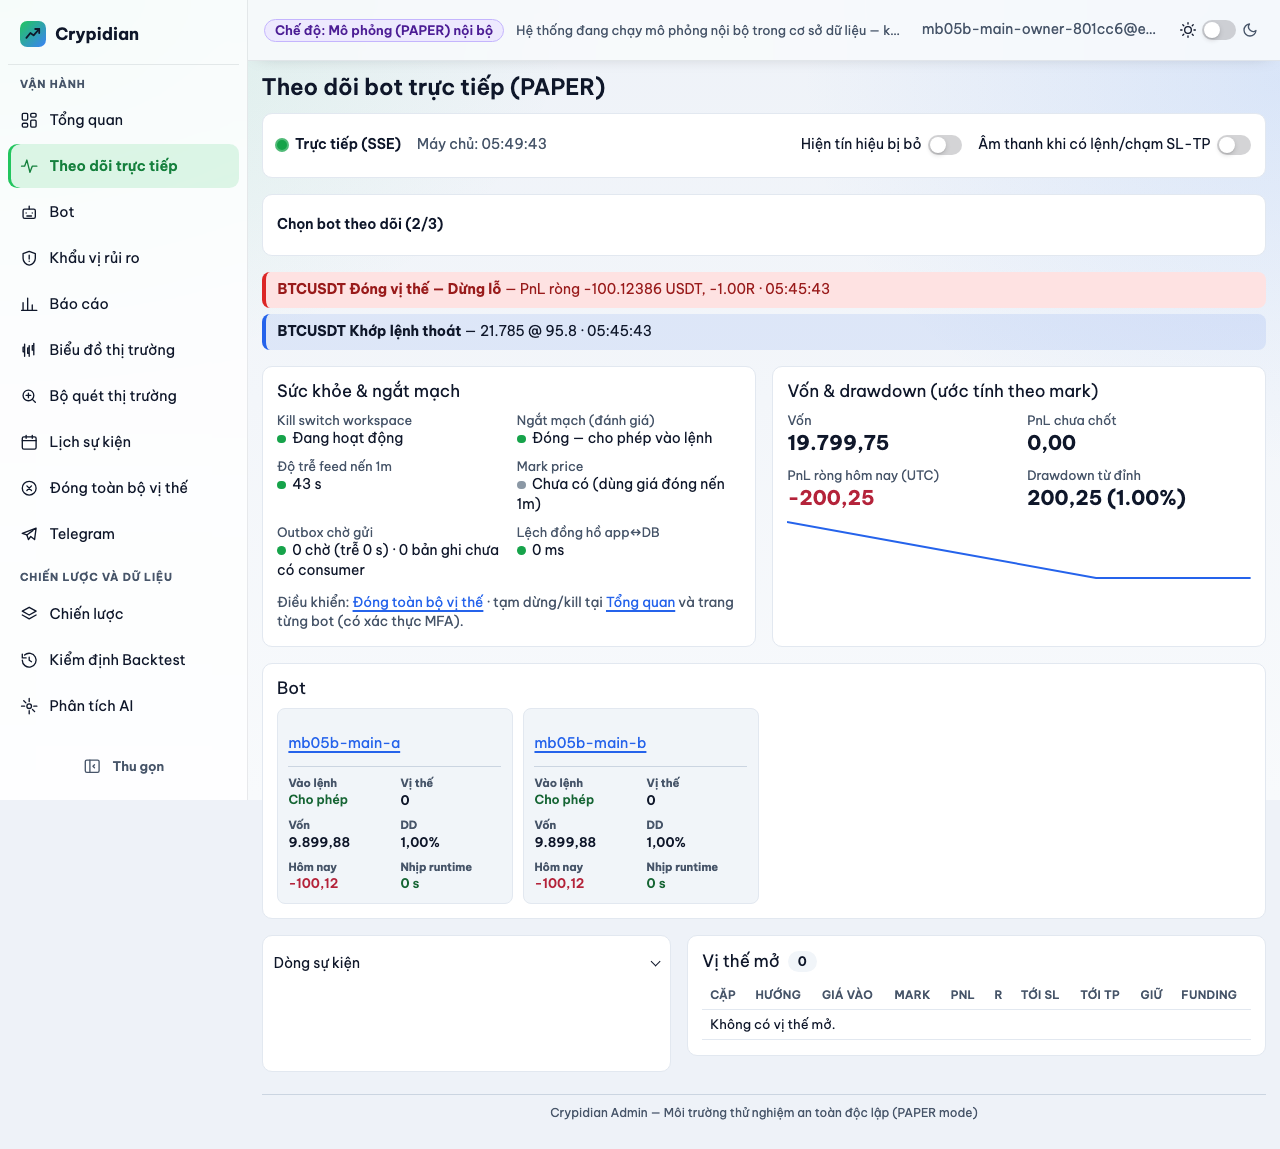 Crypidian
VẬN HÀNH
Tổng quan
Theo dõi trực tiếp
Bot
Khẩu vị rủi ro
Báo cáo
Biểu đồ thị trường
Bộ quét thị trường
Lịch sự kiện
Đóng toàn bộ vị thế
Telegram
CHIẾN LƯỢC VÀ DỮ LIỆU
Chiến lược
Kiểm định Backtest
Phân tích AI
Thu gọn
Chế độ: Mô phỏng (PAPER) nội bộ
Hệ thống đang chạy mô phỏng nội bộ trong cơ sở dữ liệu — k...
mb05b-main-owner-801cc6@e...
Theo dõi bot trực tiếp (PAPER)
Trực tiếp (SSE) Máy chủ: 05:49:43
Hiện tín hiệu bị bỏ
Âm thanh khi có lệnh/chạm SL-TP
Chọn bot theo dõi (2/3)
BTCUSDT Đóng vị thế — Dừng lỗ — PnL ròng -100.12386 USDT, -1.00R · 05:45:43
BTCUSDT Khớp lệnh thoát — 21.785 @ 95.8 · 05:45:43
Sức khỏe & ngắt mạch
Kill switch workspace
Đang hoạt động
Ngắt mạch (đánh giá)
Đóng — cho phép vào lệnh
Độ trễ feed nến 1m
43 s
Mark price
Chưa có (dùng giá đóng nến
1m)
Outbox chờ gửi
0 chờ (trễ 0 s) · 0 bản ghi chưa
có consumer
Lệch đồng hồ app↔DB
0 ms
Điều khiển: Đóng toàn bộ vị thế · tạm dừng/kill tại Tổng quan và trang
từng bot (có xác thực MFA).
Vốn & drawdown (ước tính theo mark)
Vốn
19.799,75
PnL chưa chốt
0,00
PnL ròng hôm nay (UTC)
-200,25
Drawdown từ đỉnh
200,25 (1.00%)
Bot
mb05b-main-a
Vào lệnh
Cho phép
Vị thế
0
Vốn
9.899,88
DD
1,00%
Hôm nay
-100,12
Nhịp runtime
0 s
mb05b-main-b
Vào lệnh
Cho phép
Vị thế
0
Vốn
9.899,88
DD
1,00%
Hôm nay
-100,12
Nhịp runtime
0 s
Dòng sự kiện
Vị thế mở 0
CẶP HƯỚNG GIÁ VÀO MARK PNL R TỚI SL TỚI TP GIỮ FUNDING
Không có vị thế mở.
Crypidian Admin — Môi trường thử nghiệm an toàn độc lập (PAPER mode)